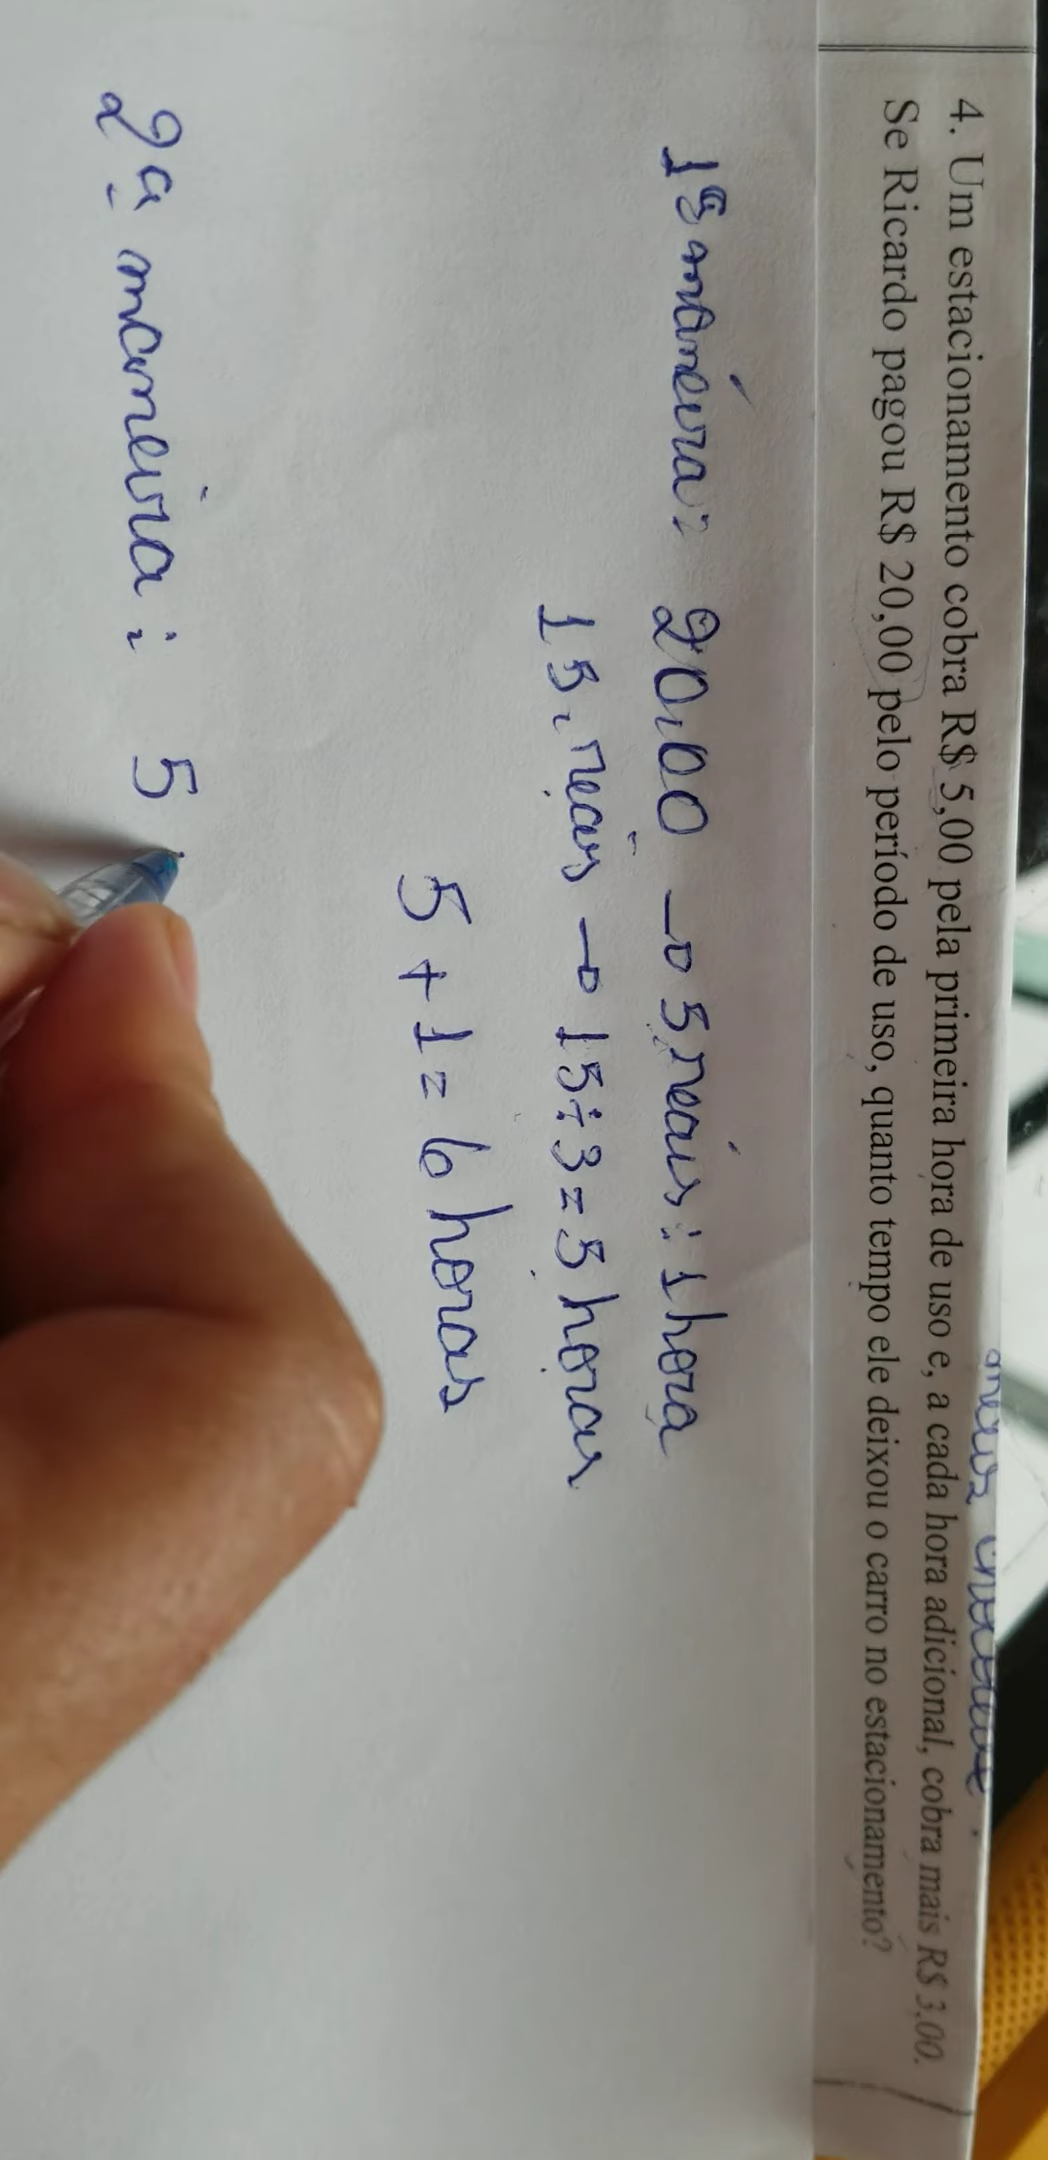 4. Um estacionamento cobra R$ 5,00 pela primeira hora de uso e, a cada hora adicional, cobra mais R$ 3,00.
Se Ricardo pagou R$ 20,00 pelo período de uso, quanto tempo ele deixou o carro no estacionamento?
1ª maneira: 20,00 → 5 reais: 1 hora
15, reais → 15÷3=5 horas
5+1=6 horas
2ª maneira: 5